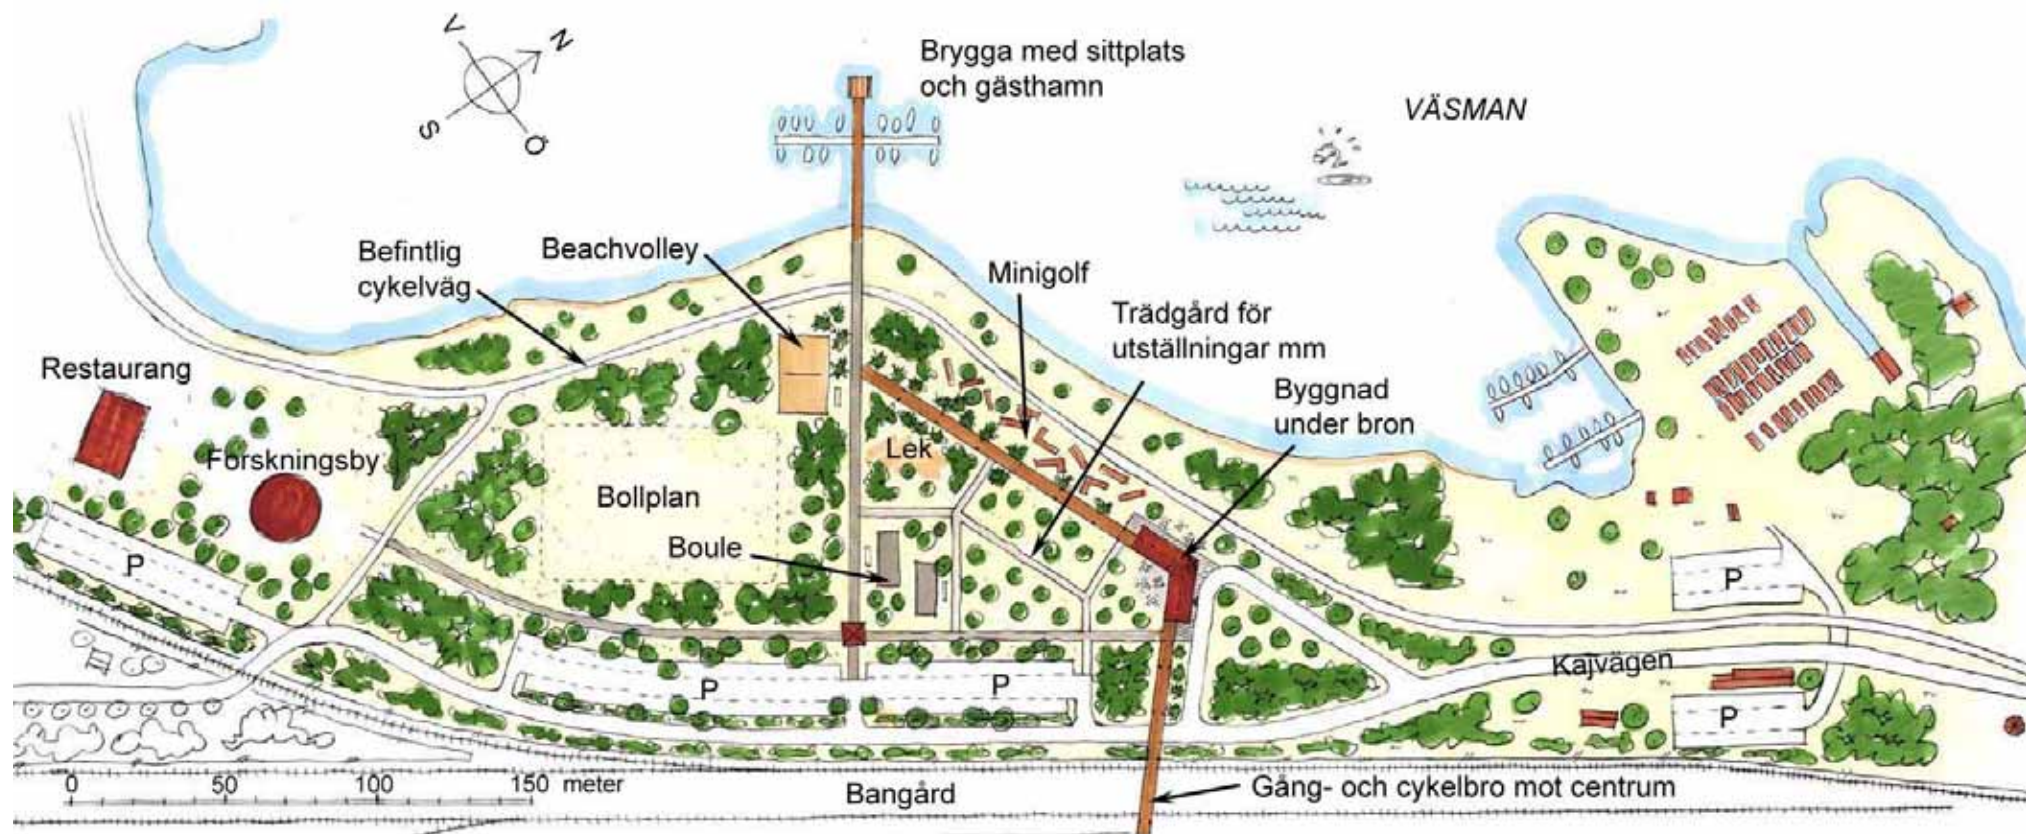 V
N
S
Ö
Brygga med sittplats
och gästhamn
VÄSMAN
Befintlig
cykelväg
Beachvolley
Minigolf
Trädgård för
utställningar mm
Byggnad
under bron
Restaurang
Forskningsby
Lek
Bollplan
Boule
P
P
P
P
P
Kajvägen
0 50 100 150 meter
Bangård
Gång- och cykelbro mot centrum